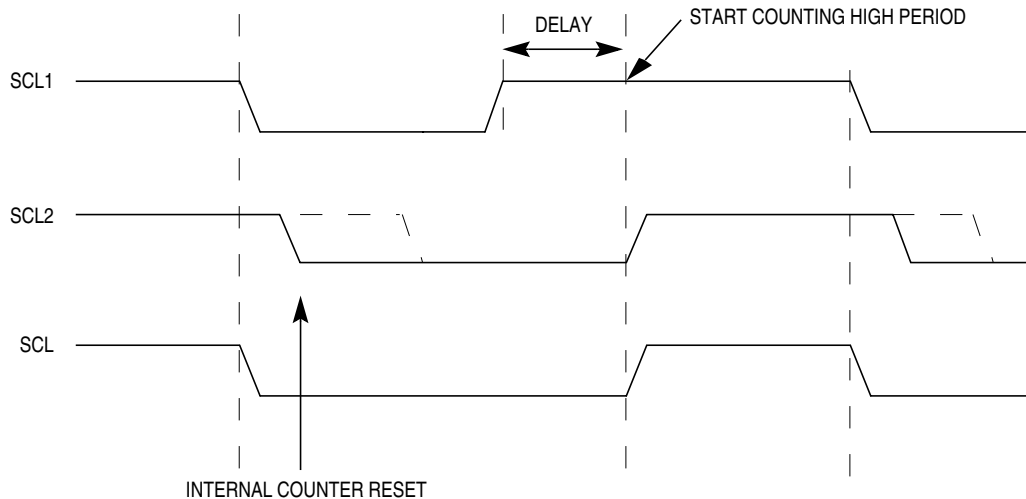 START COUNTING HIGH PERIOD
DELAY
SCL1
SCL2
SCL
INTERNAL COUNTER RESET